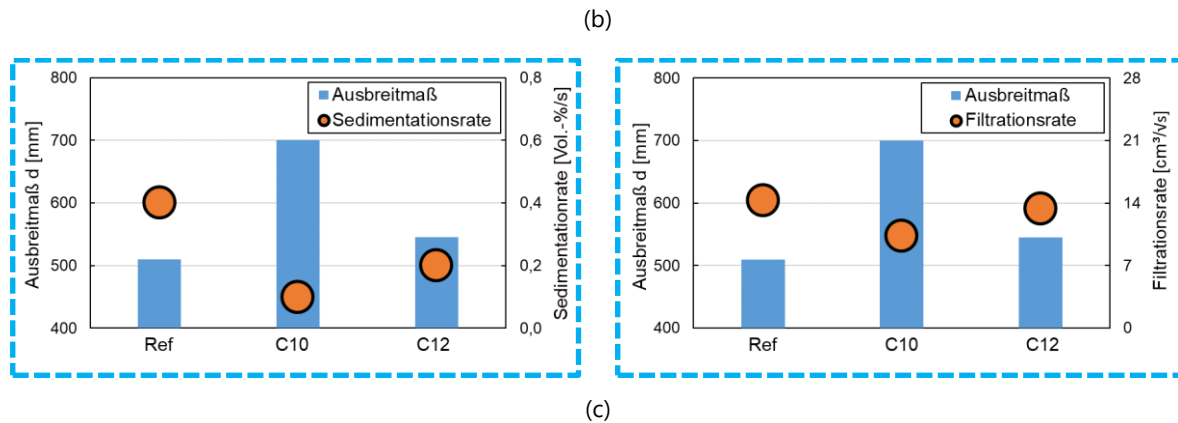 (b)
Ausbreitmaß d [mm]
800
700
600
500
400
Ausbreitmaß
Sedimentationsrate
0,8
0,6
0,4
0,2
0,0
Sedimentationrate [Vol.-%/s]
Ref C10 C12
Ausbreitmaß d [mm]
800
700
600
500
400
Ausbreitmaß
Filtrationsrate
28
21
14
7
0
Filtrationsrate [cm³/√s]
Ref C10 C12
(c)